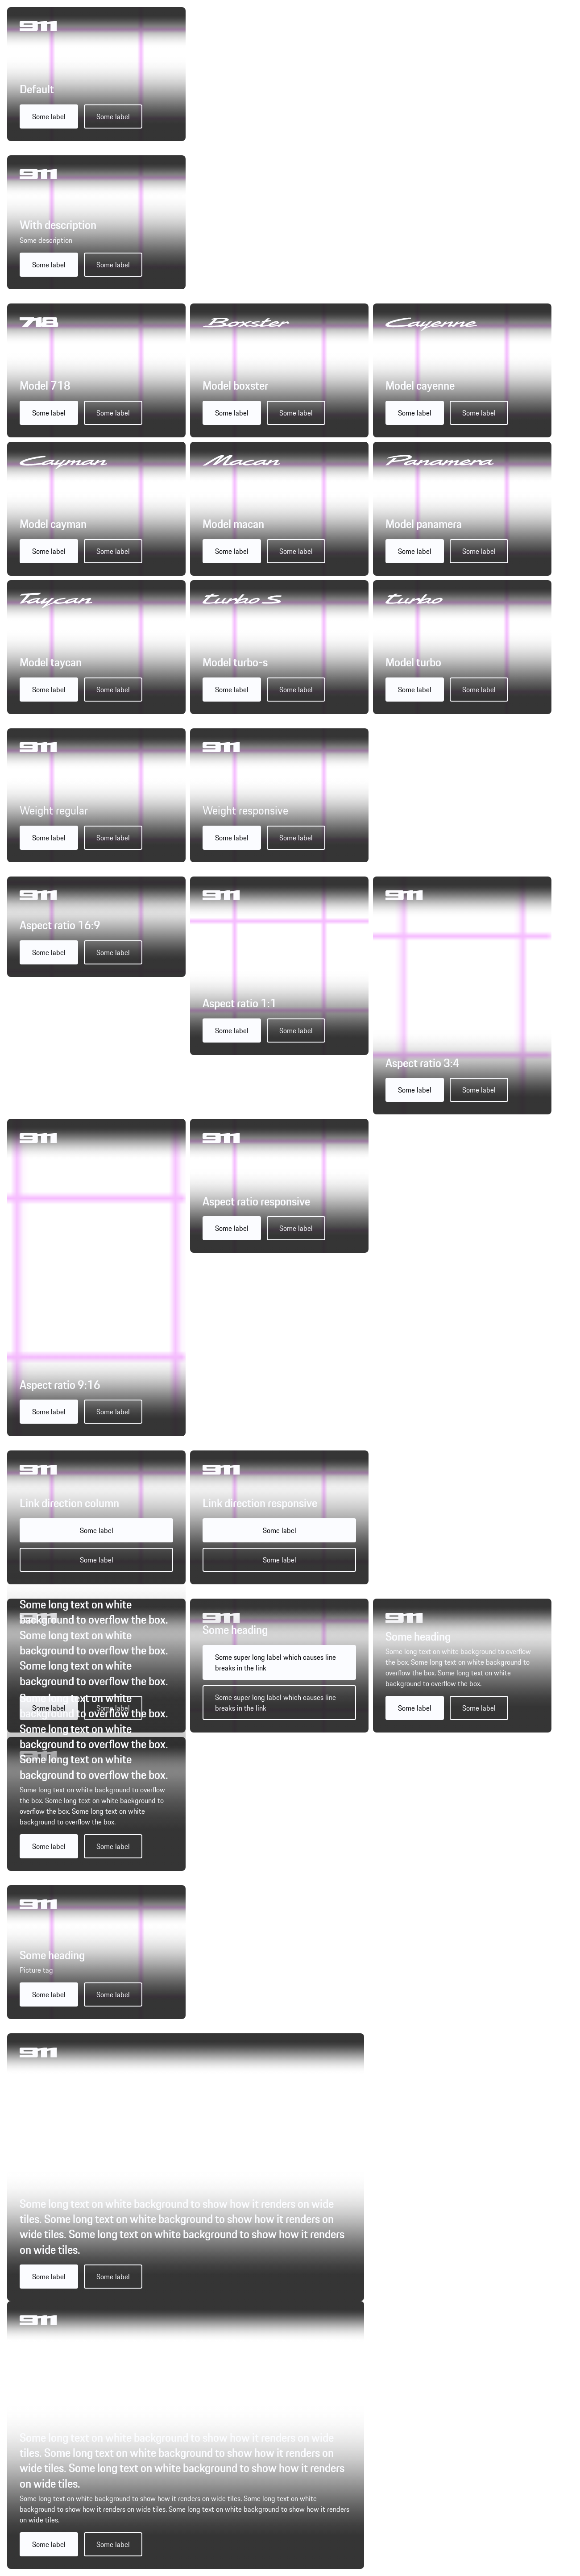 911
Default
Some label
Some label
911
With description
Some description
Some label
Some label
718
Model 718
Some label
Some label
Boxster
Model boxster
Some label
Some label
Cayenne
Model cayenne
Some label
Some label
Cayman
Model cayman
Some label
Some label
Macan
Model macan
Some label
Some label
Panamera
Model panamera
Some label
Some label
Taycan
Model taycan
Some label
Some label
turbo S
Model turbo-s
Some label
Some label
turbo
Model turbo
Some label
Some label
911
Weight regular
Some label
Some label
911
Weight responsive
Some label
Some label
911
Aspect ratio 16:9
Some label
Some label
911
Aspect ratio 1:1
Some label
Some label
911
Aspect ratio 3:4
Some label
Some label
911
Aspect ratio 9:16
Some label
Some label
911
Aspect ratio responsive
Some label
Some label
911
Link direction column
Some label
Some label
911
Link direction responsive
Some label
Some label
911
Some long text on white
background to overflow the box.
Some long text on white
background to overflow the box.
Some long text on white
background to overflow the box.
Some label
Some label
911
Some heading
Some super long label which causes line
breaks in the link
Some super long label which causes line
breaks in the link
911
Some heading
Some long text on white background to overflow
the box. Some long text on white background to
overflow the box. Some long text on white
background to overflow the box.
Some label
Some label
911
Some long text on white
background to overflow the box.
Some long text on white
background to overflow the box.
Some long text on white
background to overflow the box.
Some long text on white background to overflow
the box. Some long text on white background to
overflow the box. Some long text on white
background to overflow the box.
Some label
Some label
911
Some heading
Picture tag
Some label
Some label
911
Some long text on white background to show how it renders on wide
tiles. Some long text on white background to show how it renders on
wide tiles. Some long text on white background to show how it renders
on wide tiles.
Some label
Some label
911
Some long text on white background to show how it renders on wide
tiles. Some long text on white background to show how it renders on
wide tiles. Some long text on white background to show how it renders
on wide tiles.
Some long text on white background to show how it renders on wide tiles. Some long text on white
background to show how it renders on wide tiles. Some long text on white background to show how it renders
on wide tiles.
Some label
Some label